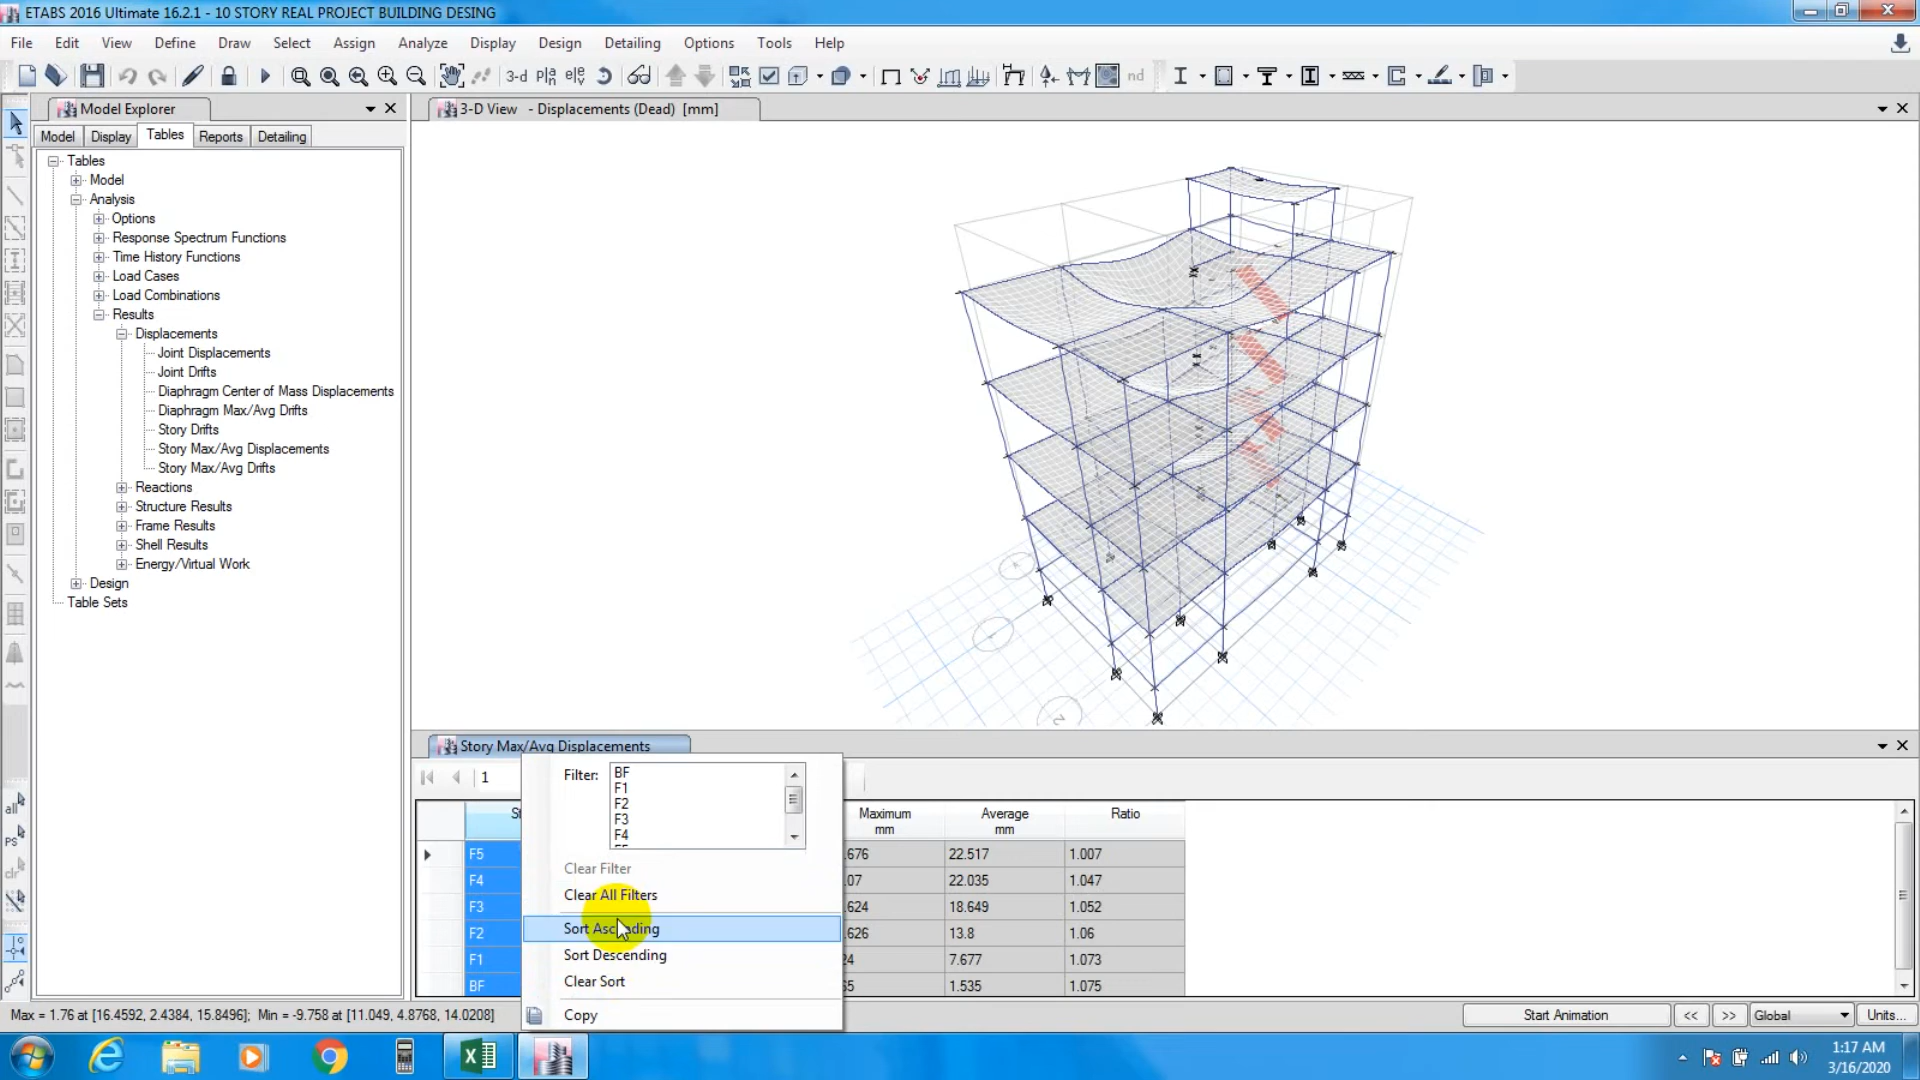 ETABS 2016 Ultimate 16.2.1 - 10 STORY REAL PROJECT BUILDING DESING
File Edit View Define Draw Select Assign Analyze Display Design Detailing Options Tools Help
3-d nd
Model Explorer
3-D View - Displacements (Dead) [mm]
Model Display Tables Reports Detailing
Tables
Model
Analysis
Options
Response Spectrum Functions
Time History Functions
Load Cases
Load Combinations
Results
Displacements
Joint Displacements
Joint Drifts
Diaphragm Center of Mass Displacements
Diaphragm Max/Avg Drifts
Story Drifts
Story Max/Avg Displacements
Story Max/Avg Drifts
Reactions
Structure Results
Frame Results
Shell Results
Energy/Virtual Work
Design
Table Sets
all
PS
clr
Story Max/Avg Displacements
1
Filter:
BF
F1
F2
F3
F4
Clear Filter
Clear All Filters
Sort Ascending
Sort Descending
Clear Sort
Copy
Maximum Average Ratio
mm mm
F5 .676 22.517 1.007
F4 .07 22.035 1.047
F3 .624 18.649 1.052
F2 .626 13.8 1.06
F1 7.677 1.073
BF 1.535 1.075
Max = 1.76 at [16.4592, 2.4384, 15.8496]; Min = -9.758 at [11.049, 4.8768, 14.0208]
Start Animation << >> Global Units...
1:17 AM
3/16/2020